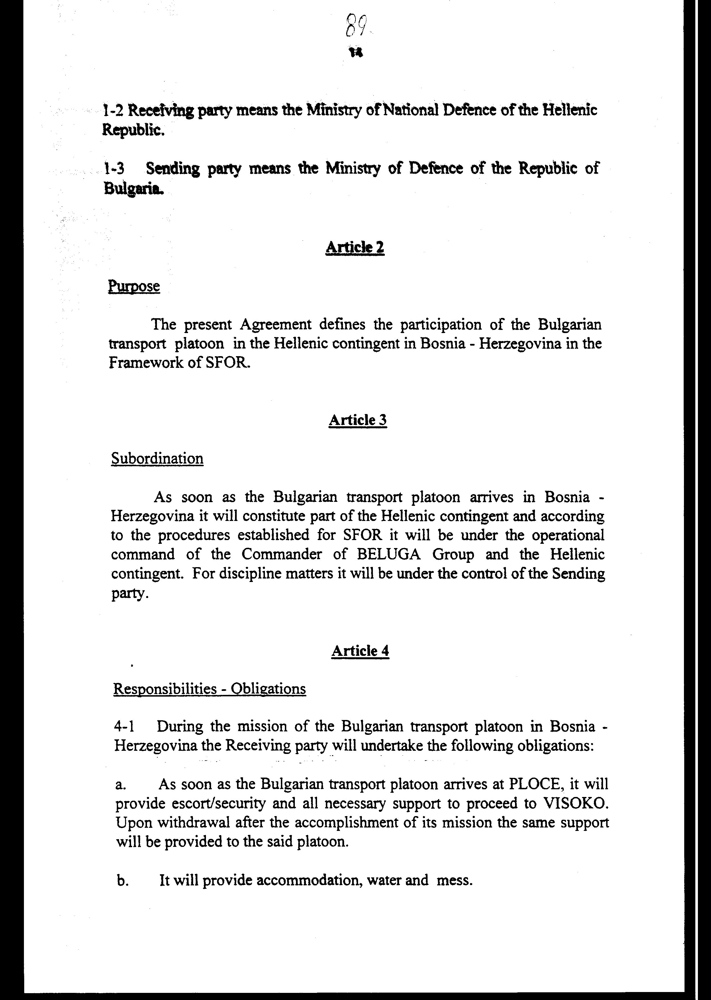 89
14
1-2 Receiving party means the Ministry of National Defence of the Hellenic
Republic.
1-3 Sending party means the Ministry of Defence of the Republic of
Bulgaria.
Article 2
Purpose
The present Agreement defines the participation of the Bulgarian
transport platoon in the Hellenic contingent in Bosnia - Herzegovina in the
Framework of SFOR.
Article 3
Subordination
As soon as the Bulgarian transport platoon arrives in Bosnia -
Herzegovina it will constitute part of the Hellenic contingent and according
to the procedures established for SFOR it will be under the operational
command of the Commander of BELUGA Group and the Hellenic
contingent. For discipline matters it will be under the control of the Sending
party.
Article 4
Responsibilities - Obligations
4-1 During the mission of the Bulgarian transport platoon in Bosnia -
Herzegovina the Receiving party will undertake the following obligations:
a. As soon as the Bulgarian transport platoon arrives at PLOCE, it will
provide escort/security and all necessary support to proceed to VISOKO.
Upon withdrawal after the accomplishment of its mission the same support
will be provided to the said platoon.
b. It will provide accommodation, water and mess.